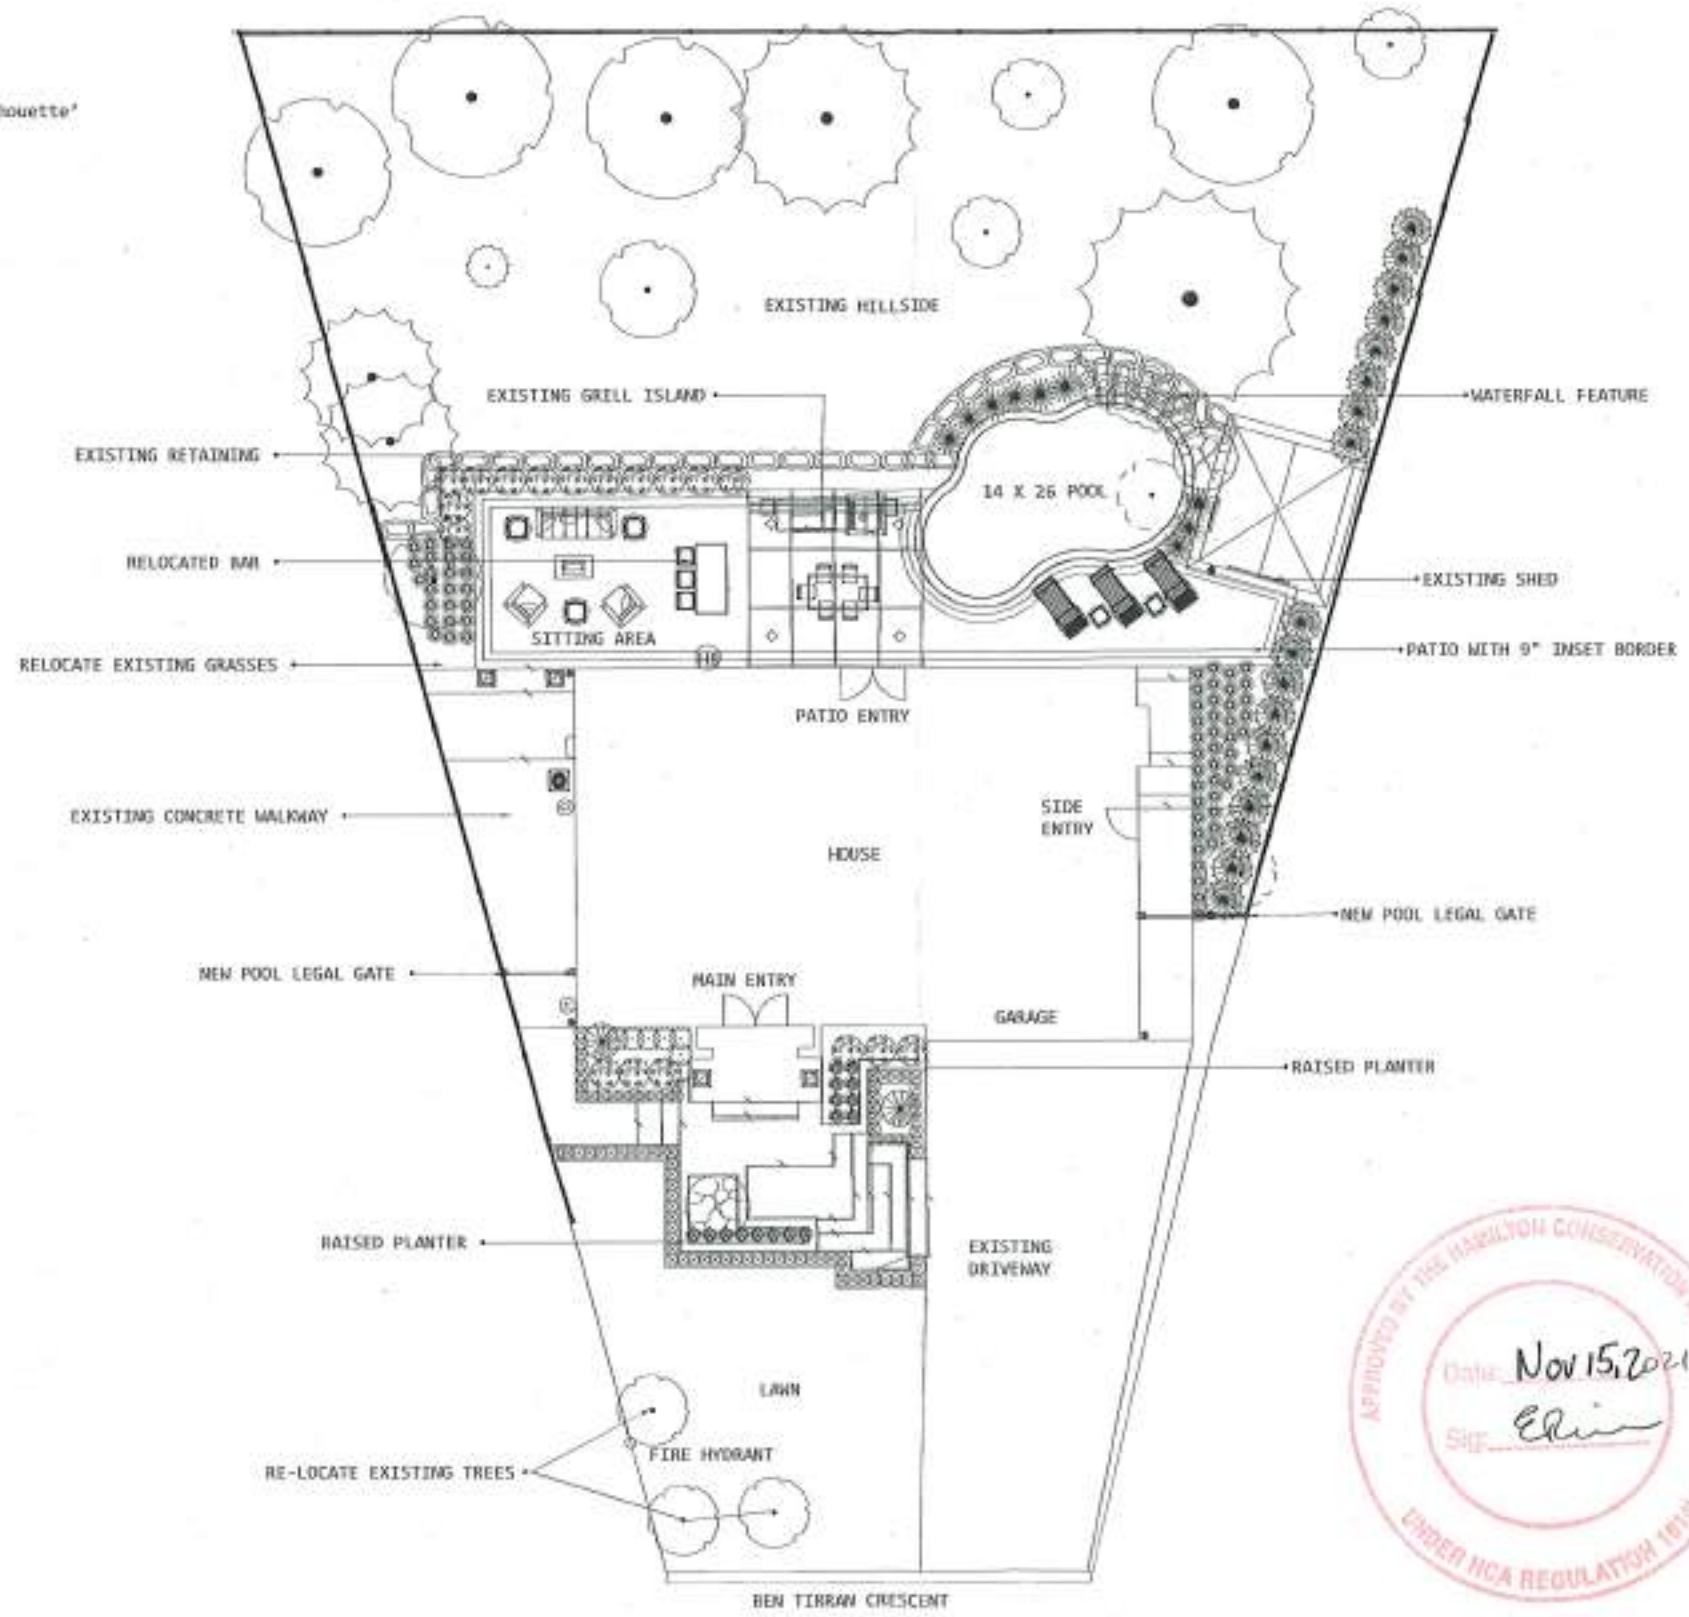 houette'
EXISTING HILLSIDE
EXISTING GRILL ISLAND
WATERFALL FEATURE
EXISTING RETAINING
14 X 26 POOL
RELOCATED BAR
EXISTING SHED
SITTING AREA
RELOCATE EXISTING GRASSES
PATIO WITH 9" INSET BORDER
PATIO ENTRY
EXISTING CONCRETE WALKWAY
SIDE
ENTRY
HOUSE
NEW POOL LEGAL GATE
NEW POOL LEGAL GATE
MAIN ENTRY
GARAGE
RAISED PLANTER
RAISED PLANTER
EXISTING
DRIVEWAY
LAWN
FIRE HYDRANT
RE-LOCATE EXISTING TREES
BEN TIRRAN CRESCENT
APPROVED BY THE HAMILTON CONSERVATION
Date: Nov 15, 2021
Sig:
UNDER HCA REGULATION 161/